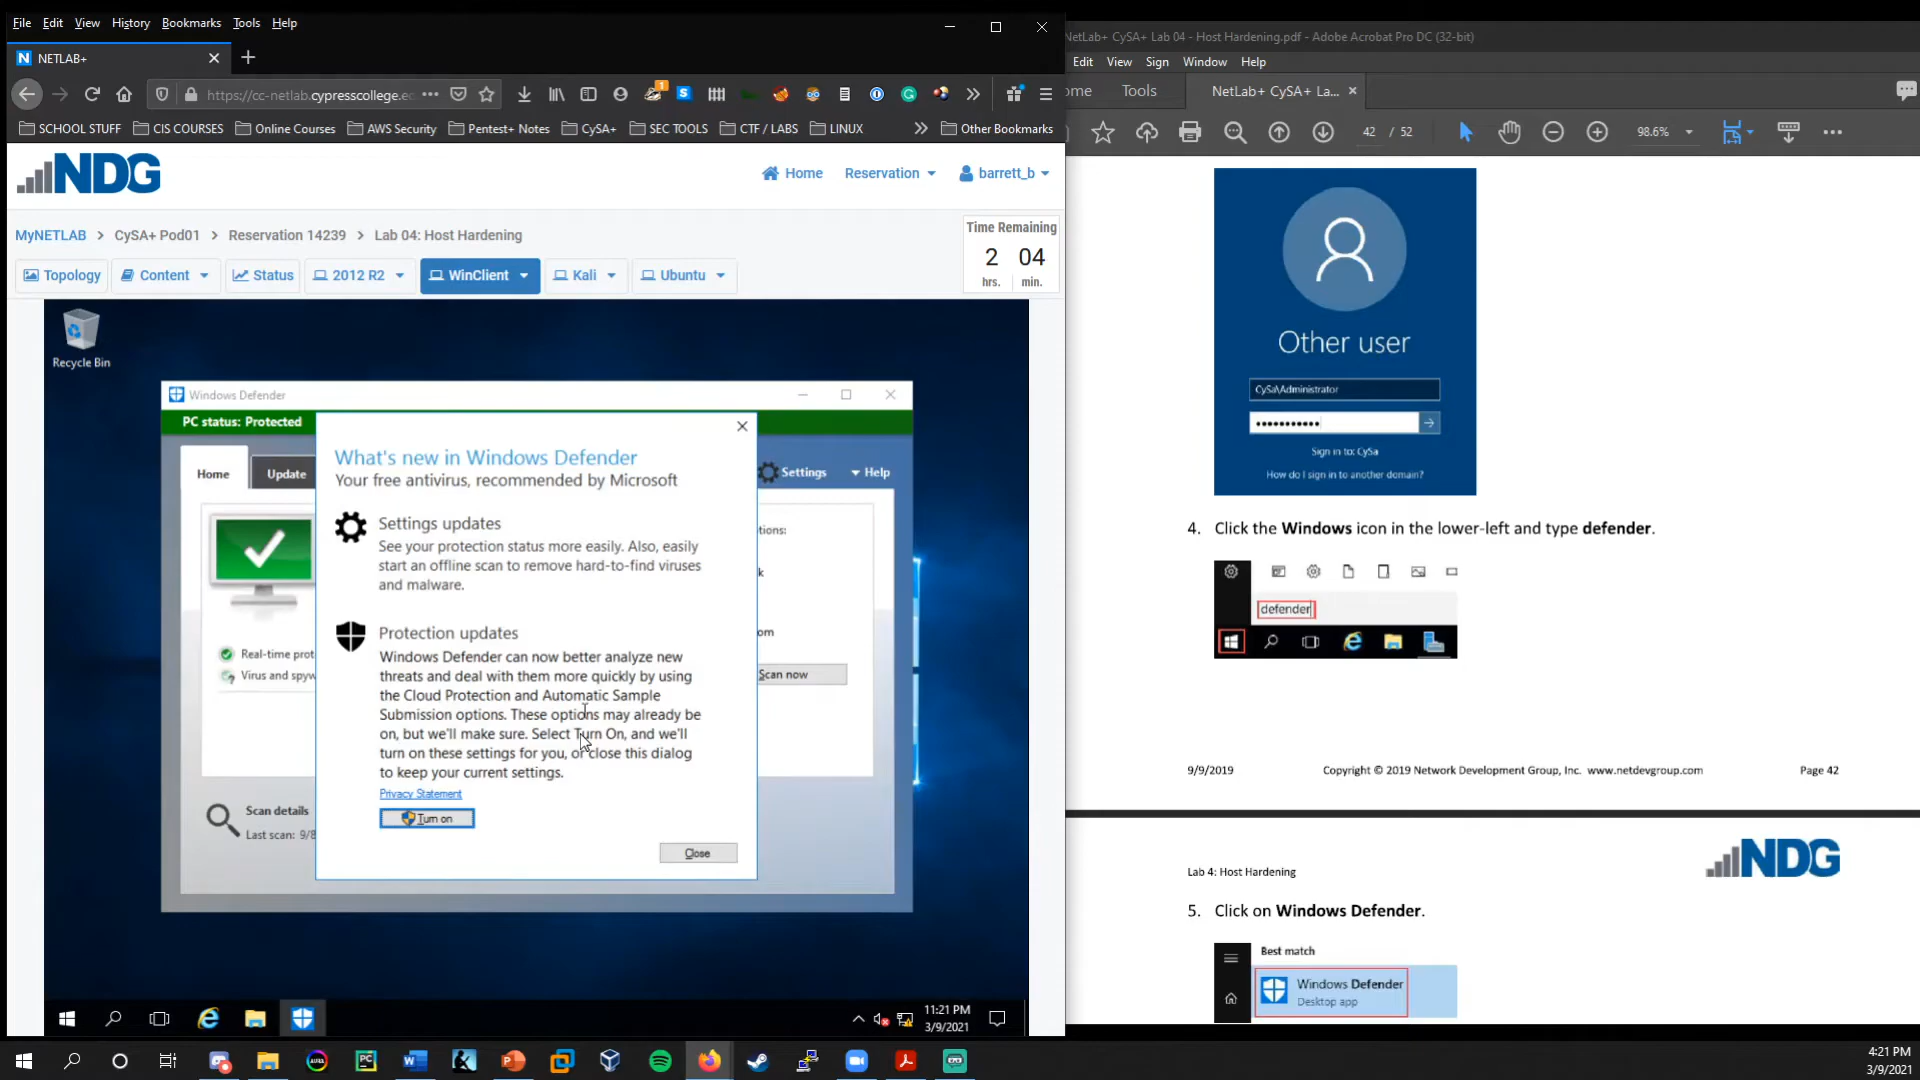 File Edit View History Bookmarks Tools Help
NETLAB+
https://cc-netlab.cypresscollege.e
1
SCHOOL STUFF CIS COURSES Online Courses AWS Security Pentest+ Notes CySA+ SEC TOOLS CTF / LABS LINUX Other Bookmarks
NDG
Home Reservation barrett_b
MyNETLAB > CySA+ Pod01 > Reservation 14239 > Lab 04: Host Hardening
Time Remaining
2 04
hrs. min.
Topology Content Status 2012 R2 WinClient Kali Ubuntu
Recycle Bin
Windows Defender
PC status: Protected
Home Update
Settings Help
What's new in Windows Defender
Your free antivirus, recommended by Microsoft
Settings updates
See your protection status more easily. Also, easily
start an offline scan to remove hard-to-find viruses
and malware.
Protection updates
Windows Defender can now better analyze new
threats and deal with them more quickly by using
the Cloud Protection and Automatic Sample
Submission options. These options may already be
on, but we'll make sure. Select Turn On, and we'll
turn on these settings for you, or close this dialog
to keep your current settings.
Privacy Statement
Turn on
Close
tions:
k
om
Scan now
Real-time prot
Virus and spyw
Scan details
Last scan: 9/8
11:21 PM
3/9/2021
NetLab+ CySA+ Lab 04 - Host Hardening.pdf - Adobe Acrobat Pro DC (32-bit)
Edit View Sign Window Help
ome Tools NetLab+ CySA+ La...
42 / 52 98.6%
Other user
CySa\Administrator
Sign in to: CySa
How do I sign in to another domain?
4. Click the Windows icon in the lower-left and type defender.
defender
9/9/2019 Copyright © 2019 Network Development Group, Inc. www.netdevgroup.com Page 42
Lab 4: Host Hardening
NDG
5. Click on Windows Defender.
Best match
Windows Defender
Desktop app
4:21 PM
3/9/2021